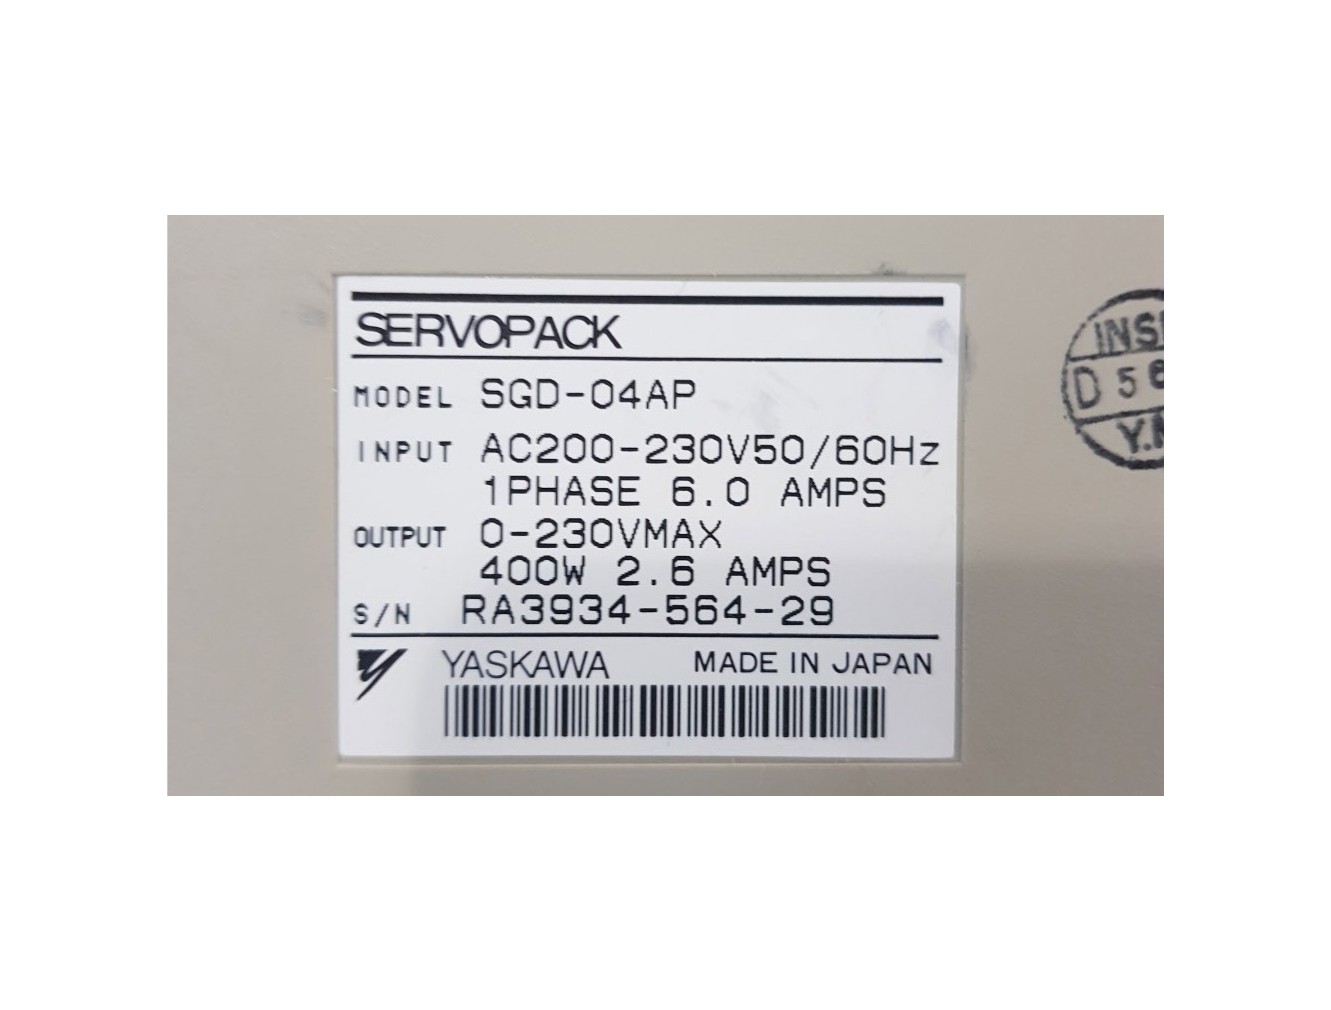 SERVOPACK
MODEL SGD-04AP
INPUT AC200-230V50/60Hz
1PHASE 6.0 AMPS
OUTPUT 0-230VMAX
400W 2.6 AMPS
S/N RA3934-564-29
YASKAWA MADE IN JAPAN